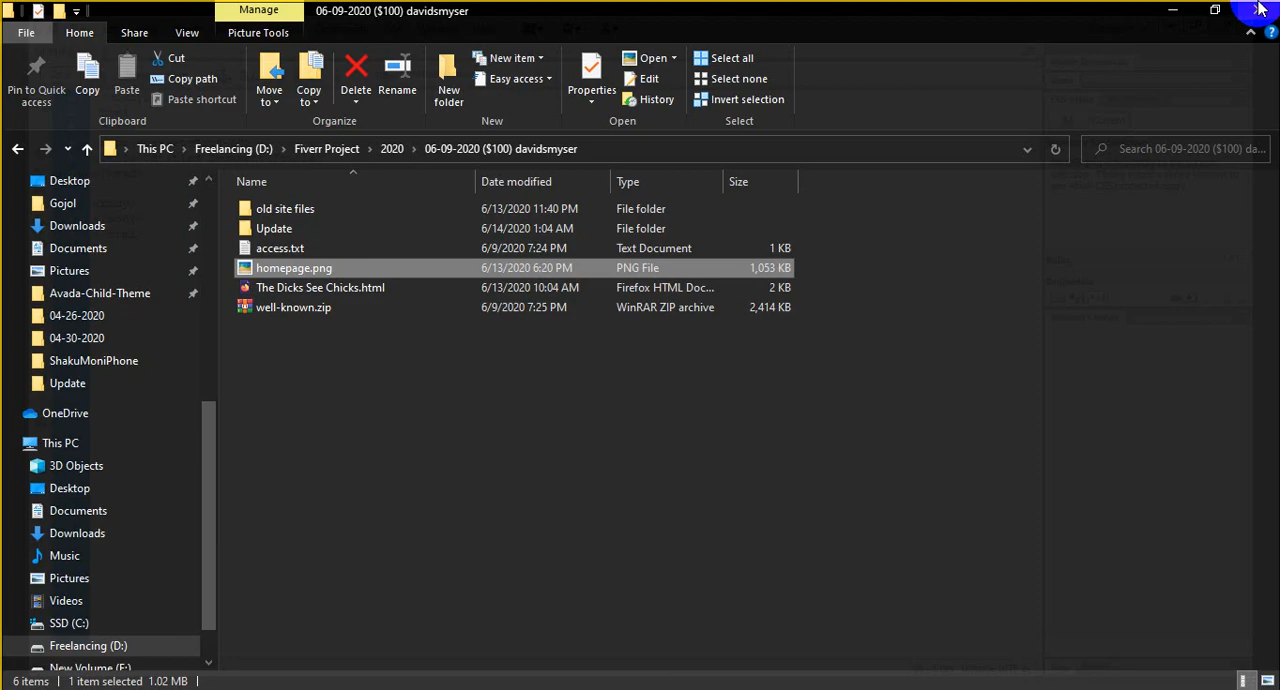 Manage
06-09-2020 ($100) davidsmyser
File
Home
Share
View
Picture Tools
Pin to Quick access
Copy
Paste
Cut
Copy path
Paste shortcut
Clipboard
Move to
Copy to
Delete
Rename
Organize
New folder
New item
Easy access
New
Properties
Open
Edit
History
Open
Select all
Select none
Invert selection
Select
This PC
Freelancing (D:)
Fiverr Project
2020
06-09-2020 ($100) davidsmyser
Search 06-09-2020 ($100) da...
Name
Date modified
Type
Size
old site files 6/13/2020 11:40 PM File folder
Update 6/14/2020 1:04 AM File folder
access.txt 6/9/2020 7:24 PM Text Document 1 KB
homepage.png 6/13/2020 6:20 PM PNG File 1,053 KB
The Dicks See Chicks.html 6/13/2020 10:04 AM Firefox HTML Doc... 2 KB
well-known.zip 6/9/2020 7:25 PM WinRAR ZIP archive 2,414 KB
Desktop
Gojol
Downloads
Documents
Pictures
Avada-Child-Theme
04-26-2020
04-30-2020
ShakuMoniPhone
Update
OneDrive
This PC
3D Objects
Desktop
Documents
Downloads
Music
Pictures
Videos
SSD (C:)
Freelancing (D:)
New Volume (E:)
6 items
1 item selected 1.02 MB